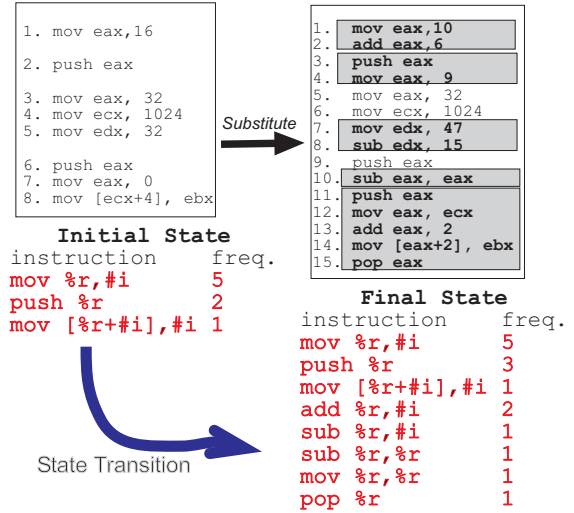 1. mov eax,16
2. push eax
3. mov eax, 32
4. mov ecx, 1024
5. mov edx, 32
6. push eax
7. mov eax, 0
8. mov [ecx+4], ebx
Substitute
1. mov eax,10
2. add eax,6
3. push eax
4. mov eax, 9
5. mov eax, 32
6. mov ecx, 1024
7. mov edx, 47
8. sub edx, 15
9. push eax
10. sub eax, eax
11. push eax
12. mov eax, ecx
13. add eax, 2
14. mov [eax+2], ebx
15. pop eax
Initial State
instruction freq.
mov %r,#i 5
push %r 2
mov [%r+#i],#i 1
State Transition
Final State
instruction freq.
mov %r,#i 5
push %r 3
mov [%r+#i],#i 1
add %r,#i 2
sub %r,#i 1
sub %r,%r 1
mov %r,%r 1
pop %r 1